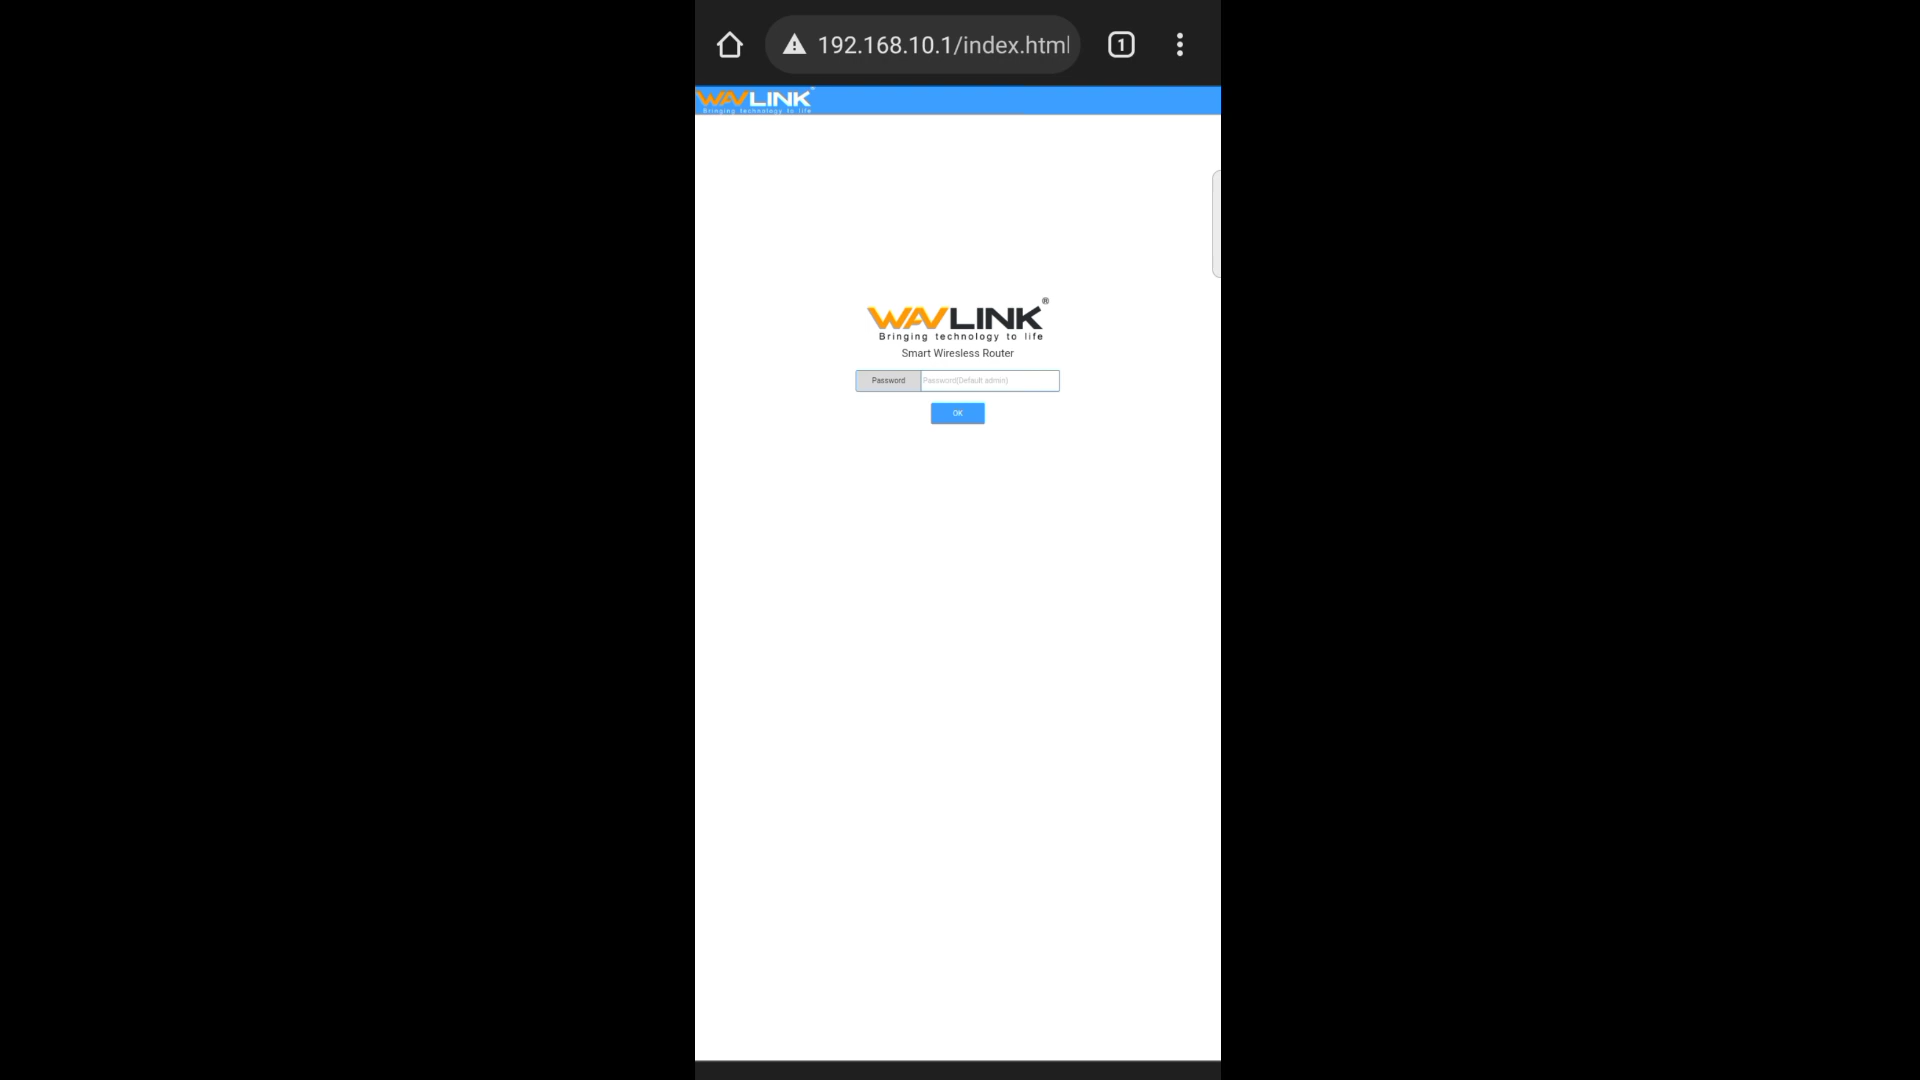 192.168.10.1/index.html
1
WAVLINK
Bringing technology to life
WAVLINK®
Bringing technology to life
Smart Wireless Router
Password
Password(Default admin)
OK